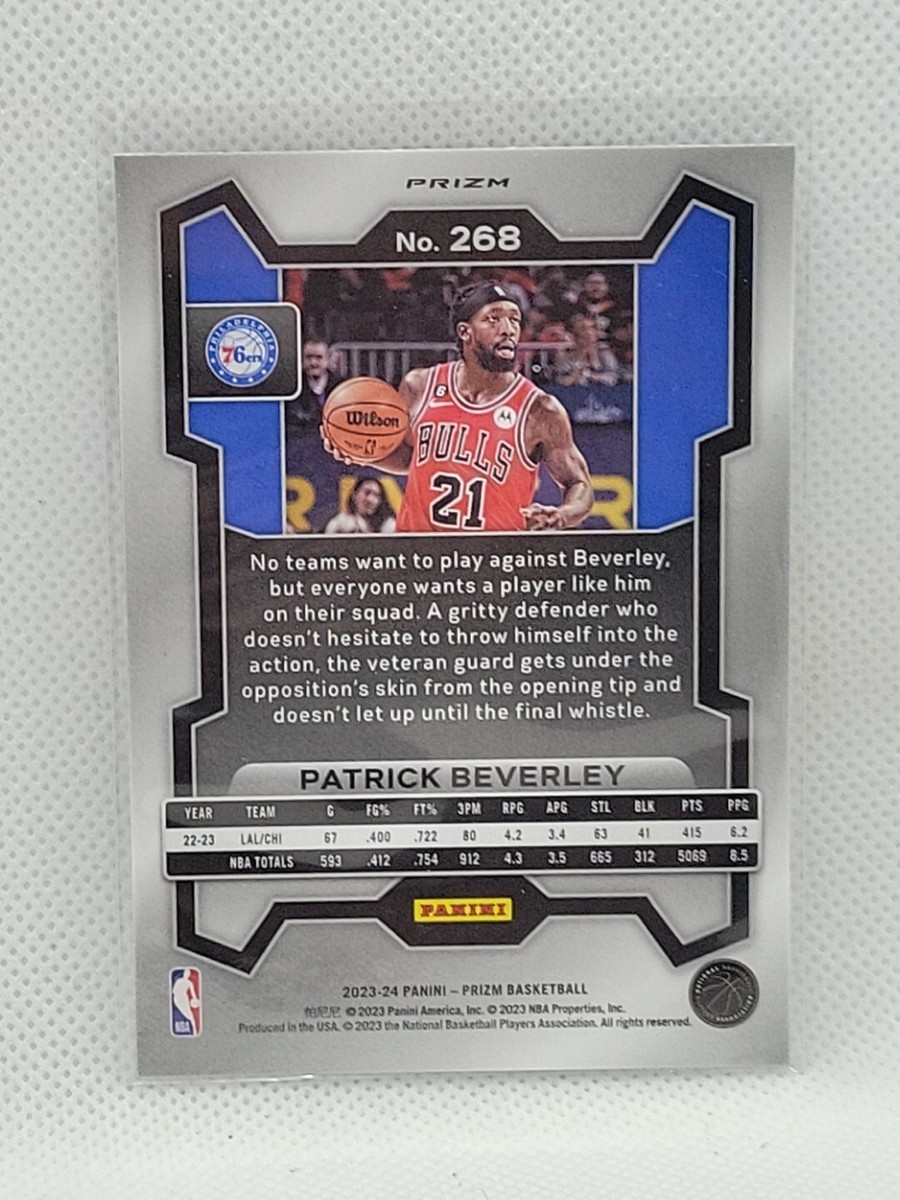 PRIZM
No. 268
PHILADELPHIA
76ers
6
Wilson
BULLS
21
No teams want to play against Beverley,
but everyone wants a player like him
on their squad. A gritty defender who
doesn't hesitate to throw himself into the
action, the veteran guard gets under the
opposition's skin from the opening tip and
doesn't let up until the final whistle.
PATRICK BEVERLEY
YEAR TEAM G FG% FT% 3PM RPG APG STL BLK PTS PPG
22-23 LAL/CHI 67 .400 .722 80 4.2 3.4 63 41 415 6.2
NBA TOTALS 593 .412 .754 912 4.3 3.5 665 312 5069 8.5
PANINI
2023-24 PANINI – PRIZM BASKETBALL
帕尼尼 © 2023 Panini America, Inc. © 2023 NBA Properties, Inc.
Produced in the USA. © 2023 the National Basketball Players Association. All rights reserved.
NBA